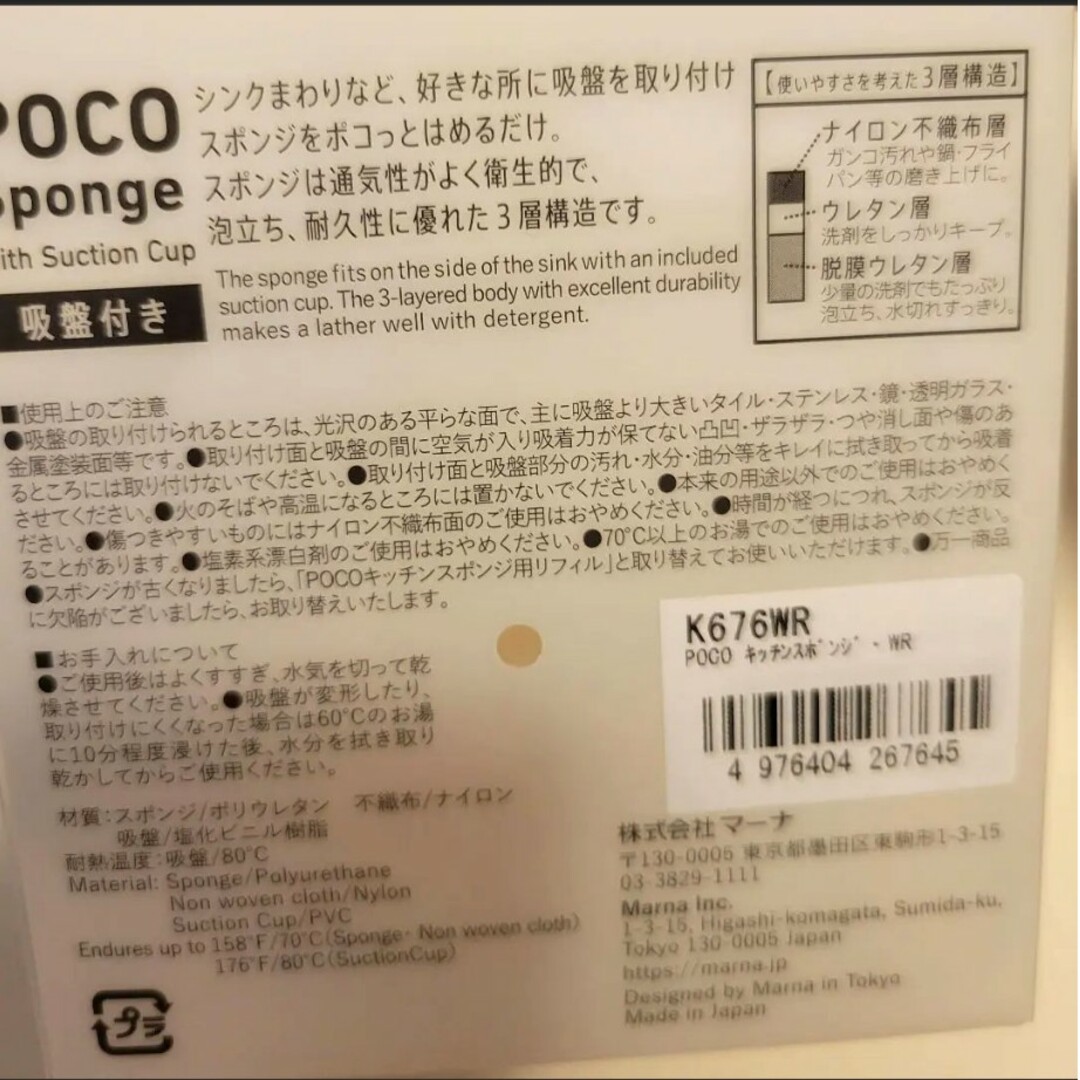 POCO
Sponge
ith Suction Cup
吸盤付き
シンクまわりなど、好きな所に吸盤を取り付け
スポンジをポコっとはめるだけ。
スポンジは通気性がよく衛生的で、
泡立ち、耐久性に優れた3層構造です。
The sponge fits on the side of the sink with an included
suction cup. The 3-layered body with excellent durability
makes a lather well with detergent.
【使いやすさを考えた3層構造】
ナイロン不織布層
ガンコ汚れや鍋・フライ
パン等の磨き上げに。
ウレタン層
洗剤をしっかりキープ。
脱膜ウレタン層
少量の洗剤でもたっぷり
泡立ち、水切れすっきり。
■使用上のご注意
●吸盤の取り付けられるところは、光沢のある平らな面で、主に吸盤より大きいタイル・ステンレス・鏡・透明ガラス・
金属塗装面等です。●取り付け面と吸盤の間に空気が入り吸着力が保てない凸凹・ザラザラ・つや消し面や傷のあ
るところには取り付けないでください。●取り付け面と吸盤部分の汚れ・水分・油分等をキレイに拭き取ってから吸着
させてください。●火のそばや高温になるところには置かないでください。●本来の用途以外でのご使用はおやめく
ださい。●傷つきやすいものにはナイロン不織布面のご使用はおやめください。●時間が経つにつれ、スポンジが反
ることがあります。●塩素系漂白剤のご使用はおやめください。●70℃以上のお湯でのご使用はおやめください。
●スポンジが古くなりましたら、「POCOキッチンスポンジ用リフィル」と取り替えてお使いいただけます。●万一商品
に欠陥がございましたら、お取り替えいたします。
■お手入れについて
●ご使用後はよくすすぎ、水気を切って乾
燥させてください。●吸盤が変形したり、
取り付けにくくなった場合は60℃のお湯
に10分程度浸けた後、水分を拭き取り
乾かしてからご使用ください。
材質:スポンジ/ポリウレタン 不織布/ナイロン
吸盤/塩化ビニル樹脂
耐熱温度:吸盤/80℃
Material: Sponge/Polyurethane
Non woven cloth/Nylon
Suction Cup/PVC
Endures up to 158°F/70℃(Sponge・Non woven cloth)
176°F/80℃(SuctionCup)
プラ
K676WR
POCO ｷｯﾁﾝｽﾎﾟﾝｼﾞ・WR
4 976404 267645
株式会社マーナ
〒130-0005 東京都墨田区東駒形1-3-15
03-3829-1111
Marna Inc.
1-3-15, Higashi-komagata, Sumida-ku,
Tokyo 130-0005 Japan
https://marna.jp
Designed by Marna in Tokyo
Made in Japan